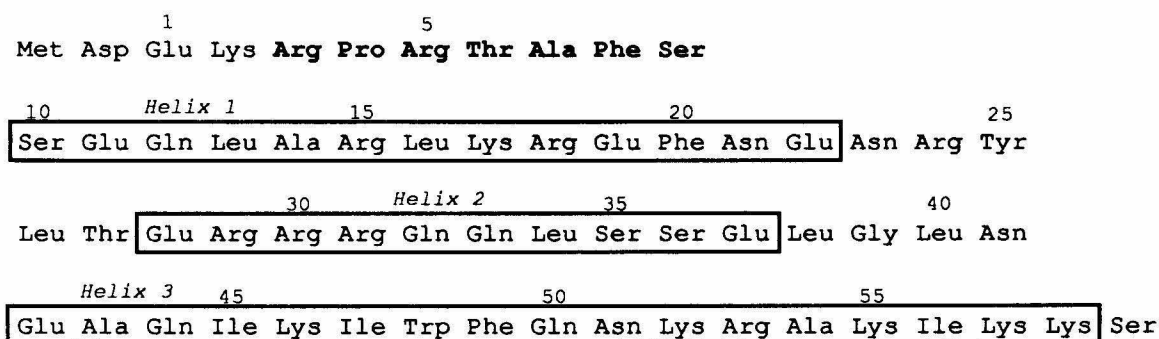 1 5
Met Asp Glu Lys Arg Pro Arg Thr Ala Phe Ser
10 Helix 1 15 20 25
Ser Glu Gln Leu Ala Arg Leu Lys Arg Glu Phe Asn Glu Asn Arg Tyr
30 Helix 2 35 40
Leu Thr Glu Arg Arg Arg Gln Gln Leu Ser Ser Glu Leu Gly Leu Asn
Helix 3 45 50 55
Glu Ala Gln Ile Lys Ile Trp Phe Gln Asn Lys Arg Ala Lys Ile Lys Lys Ser